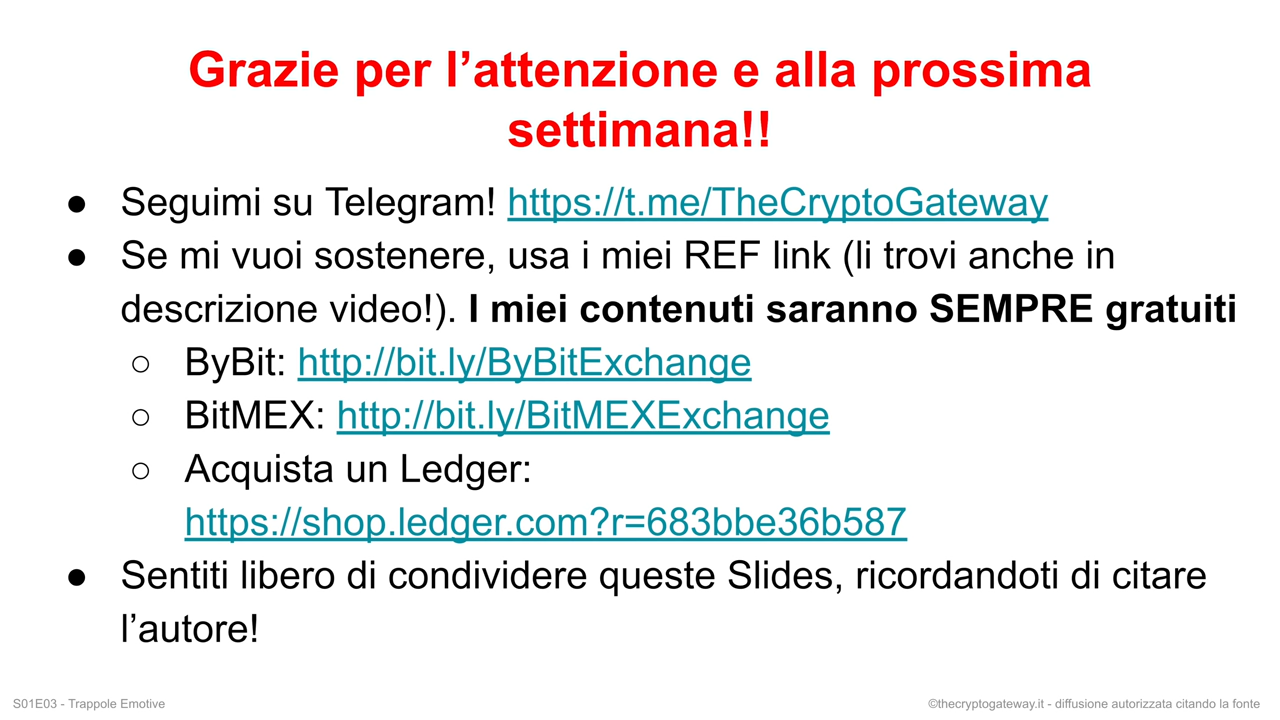 Grazie per l’attenzione e alla prossima
settimana!!
● Seguimi su Telegram! https://t.me/TheCryptoGateway
● Se mi vuoi sostenere, usa i miei REF link (li trovi anche in
descrizione video!). I miei contenuti saranno SEMPRE gratuiti
○ ByBit: http://bit.ly/ByBitExchange
○ BitMEX: http://bit.ly/BitMEXExchange
○ Acquista un Ledger:
https://shop.ledger.com?r=683bbe36b587
● Sentiti libero di condividere queste Slides, ricordandoti di citare
l’autore!
S01E03 - Trappole Emotive
©thecryptogateway.it - diffusione autorizzata citando la fonte